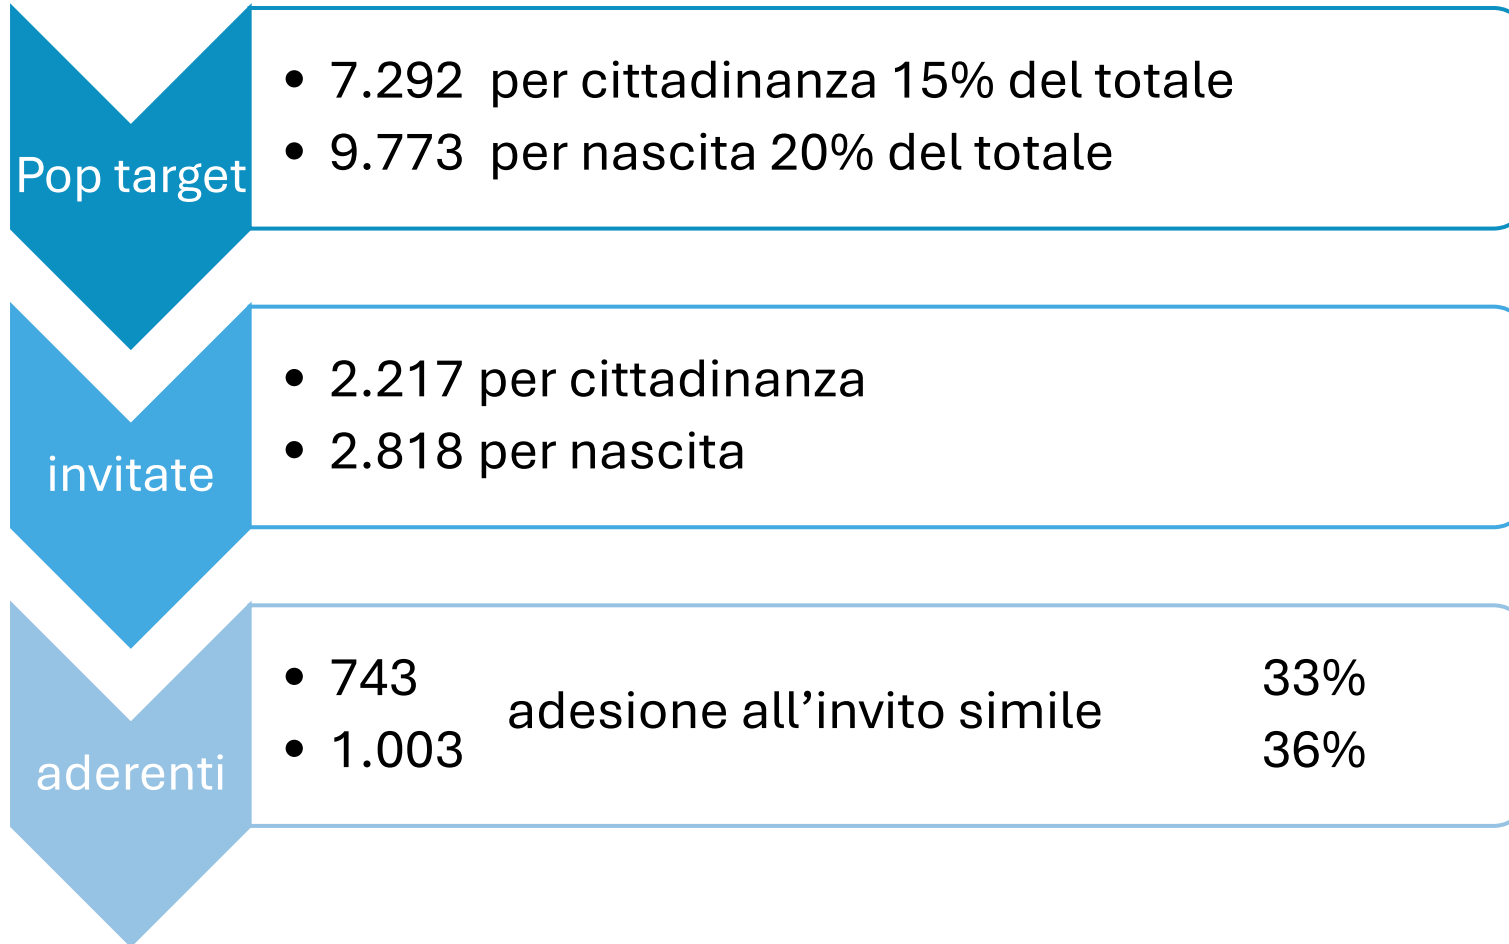 Pop target
• 7.292 per cittadinanza 15% del totale
• 9.773 per nascita 20% del totale
invitate
• 2.217 per cittadinanza
• 2.818 per nascita
aderenti
• 743
• 1.003
adesione all’invito simile
33%
36%